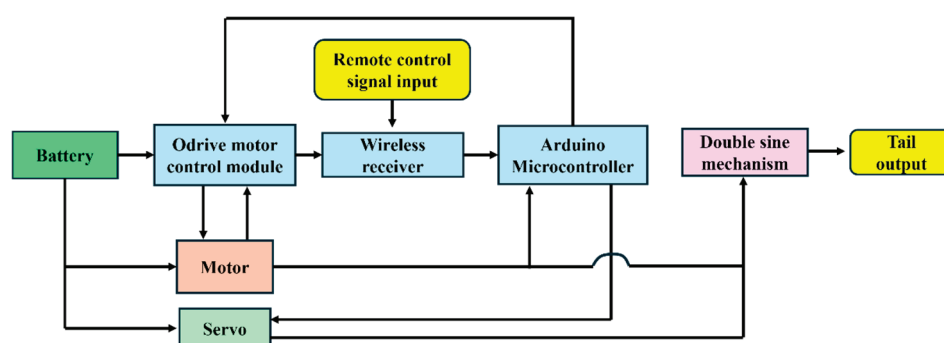 Remote control
signal input
Battery
Odrive motor
control module
Wireless
receiver
Arduino
Microcontroller
Double sine
mechanism
Tail
output
Motor
Servo